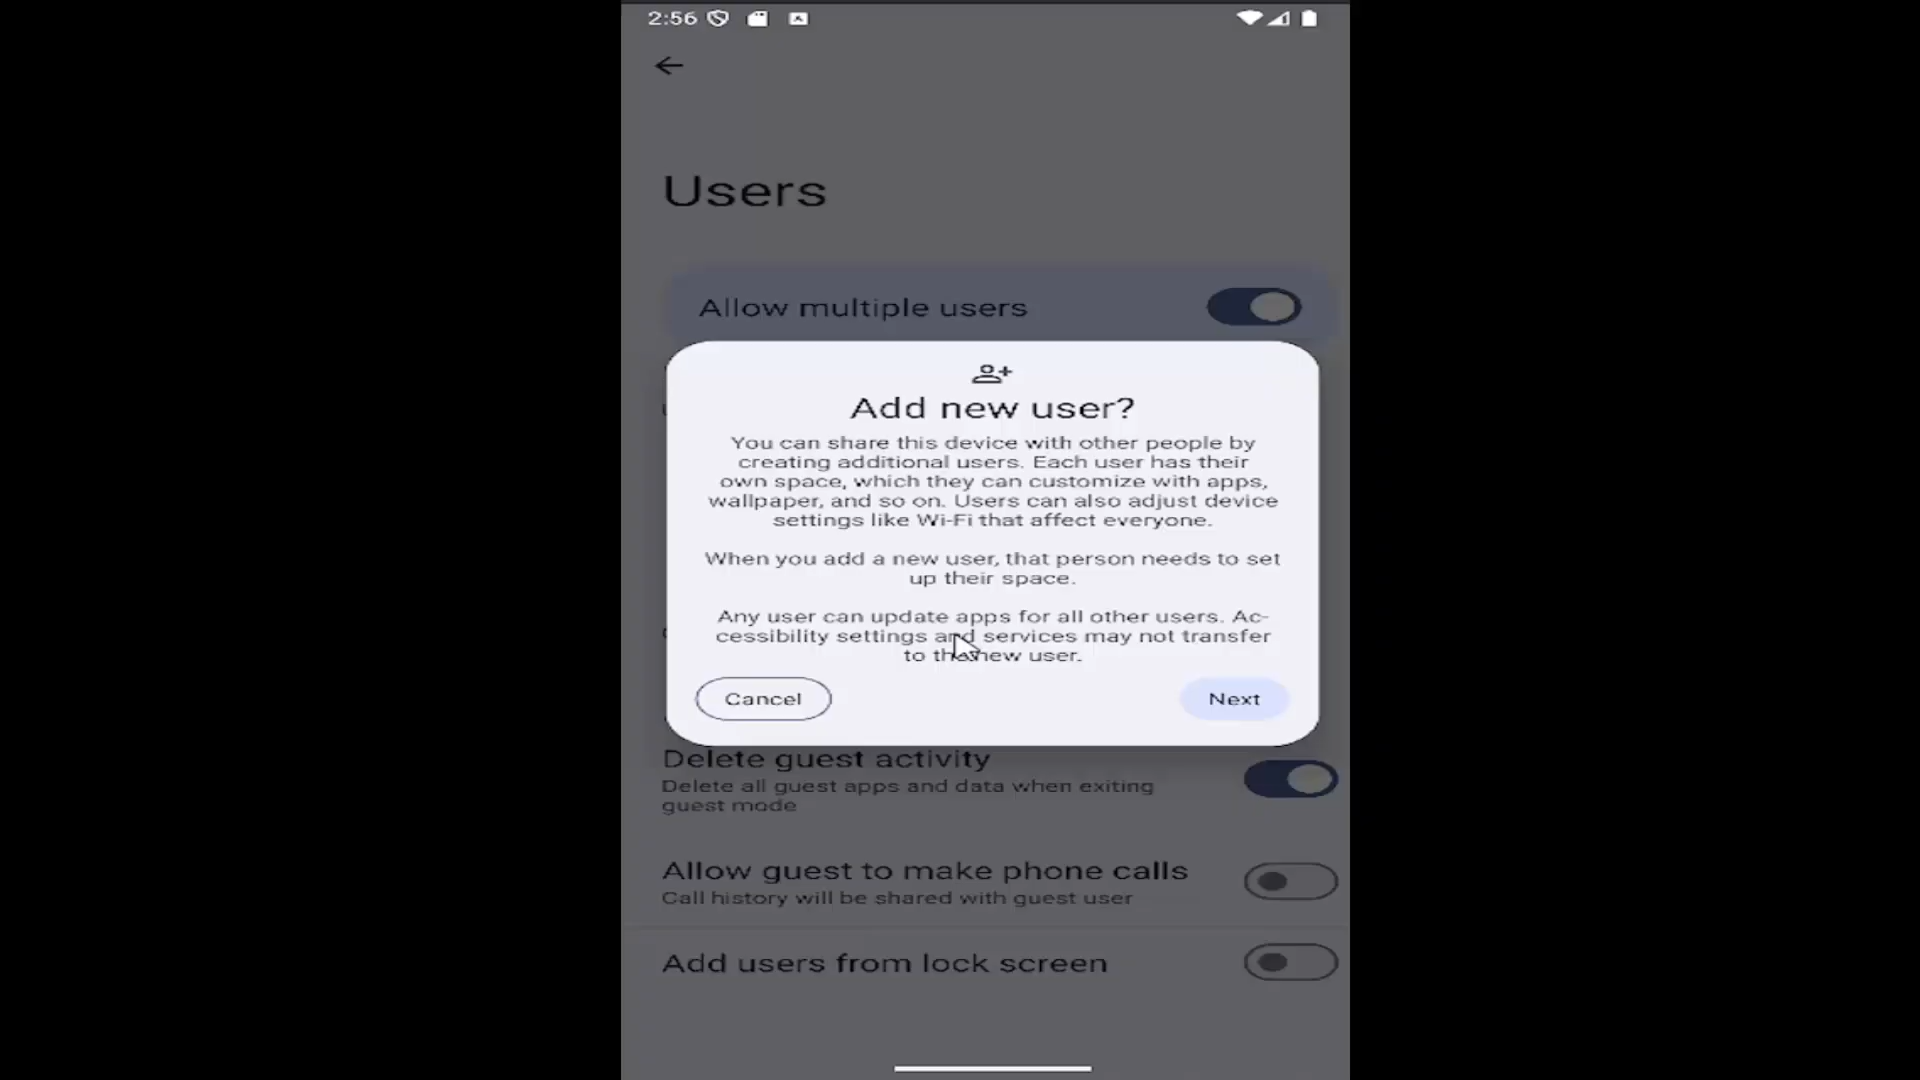 2:56
Users
Allow multiple users
Add new user?
You can share this device with other people by
creating additional users. Each user has their
own space, which they can customize with apps,
wallpaper, and so on. Users can also adjust device
settings like Wi-Fi that affect everyone.
When you add a new user, that person needs to set
up their space.
Any user can update apps for all other users. Ac-
cessibility settings and services may not transfer
to the new user.
Cancel
Next
Delete guest activity
Delete all guest apps and data when exiting
guest mode
Allow guest to make phone calls
Call history will be shared with guest user
Add users from lock screen